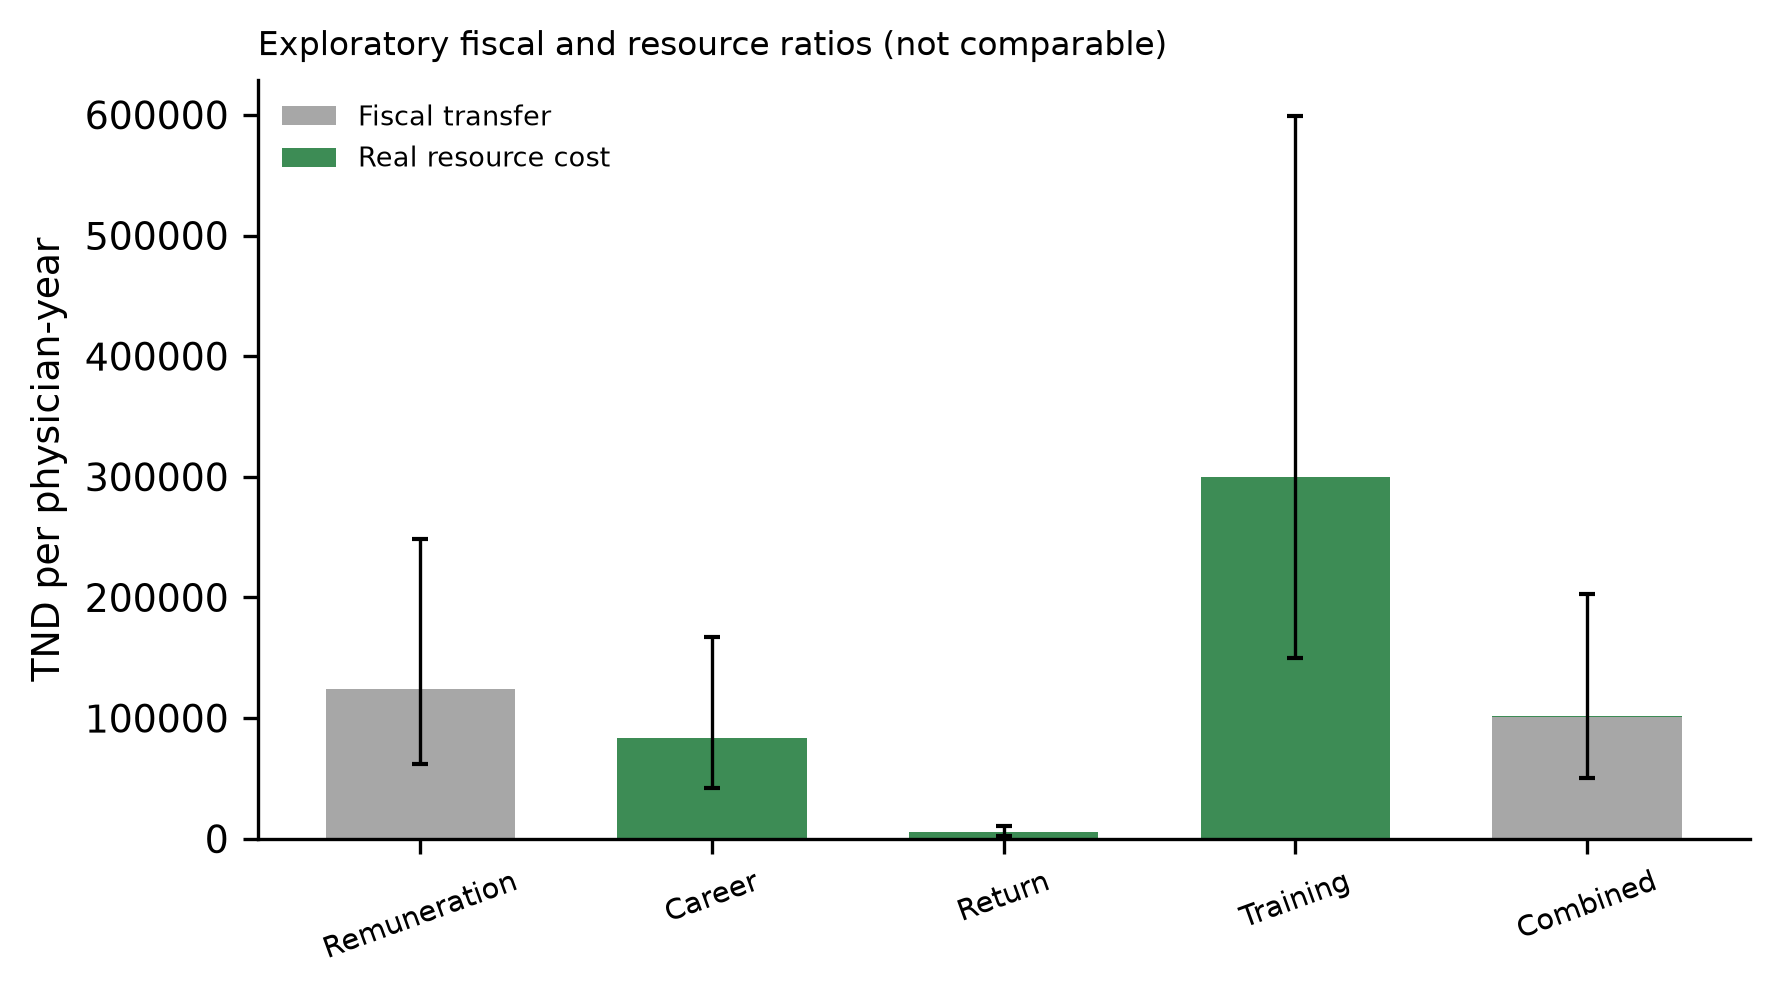 Exploratory fiscal and resource ratios (not comparable)
Fiscal transfer
Real resource cost
TND per physician-year
600000
500000
400000
300000
200000
100000
0
Remuneration
Career
Return
Training
Combined